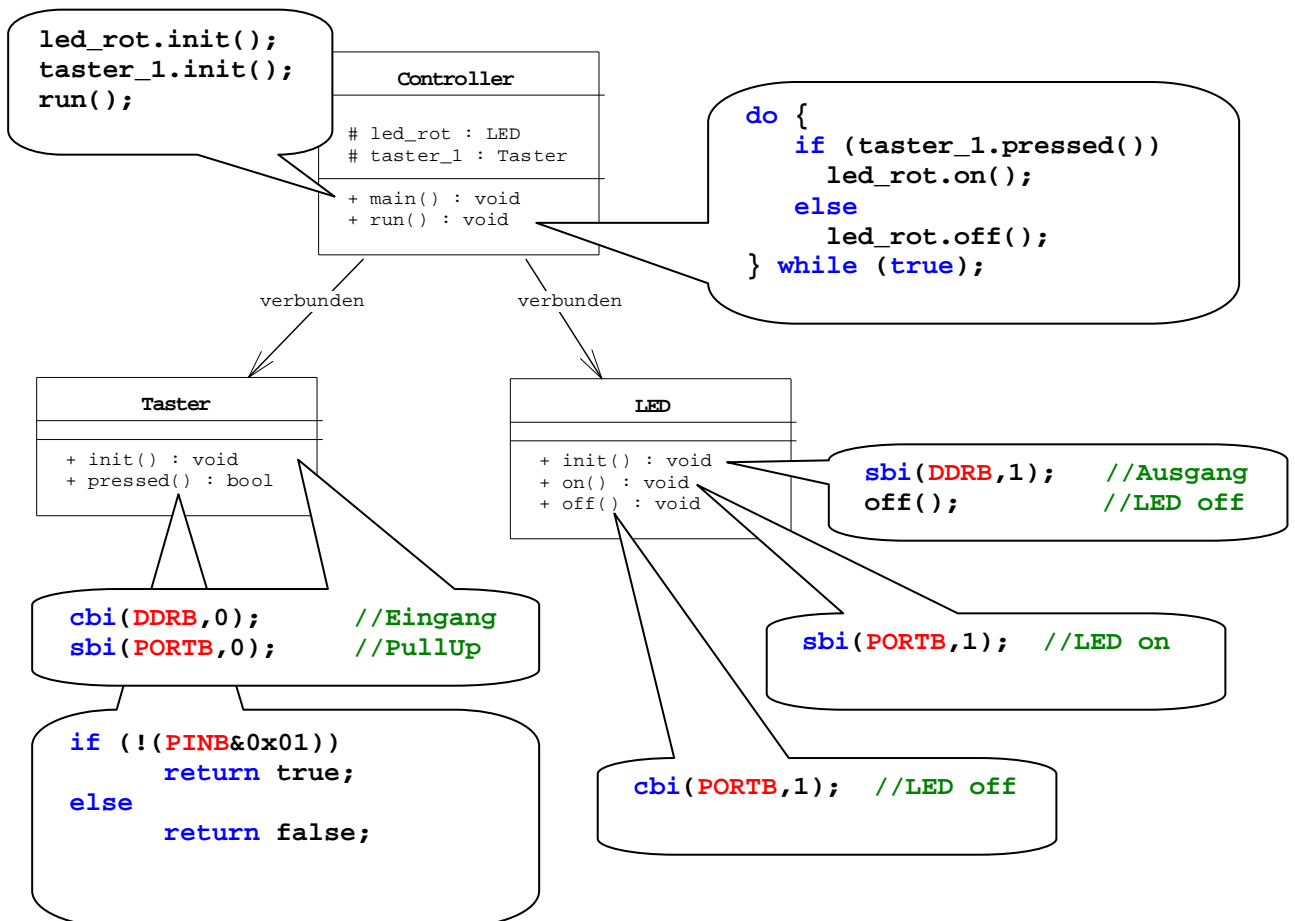 led_rot.init();
taster_1.init();
run();
Controller
# led_rot : LED
# taster_1 : Taster
+ main() : void
+ run() : void
do {
if (taster_1.pressed())
led_rot.on();
else
led_rot.off();
} while (true);
verbunden
verbunden
Taster
+ init() : void
+ pressed() : bool
LED
+ init() : void
+ on() : void
+ off() : void
sbi(DDRB,1); //Ausgang
off(); //LED off
cbi(DDRB,0); //Eingang
sbi(PORTB,0); //PullUp
sbi(PORTB,1); //LED on
if (!(PINB&0x01))
return true;
else
return false;
cbi(PORTB,1); //LED off